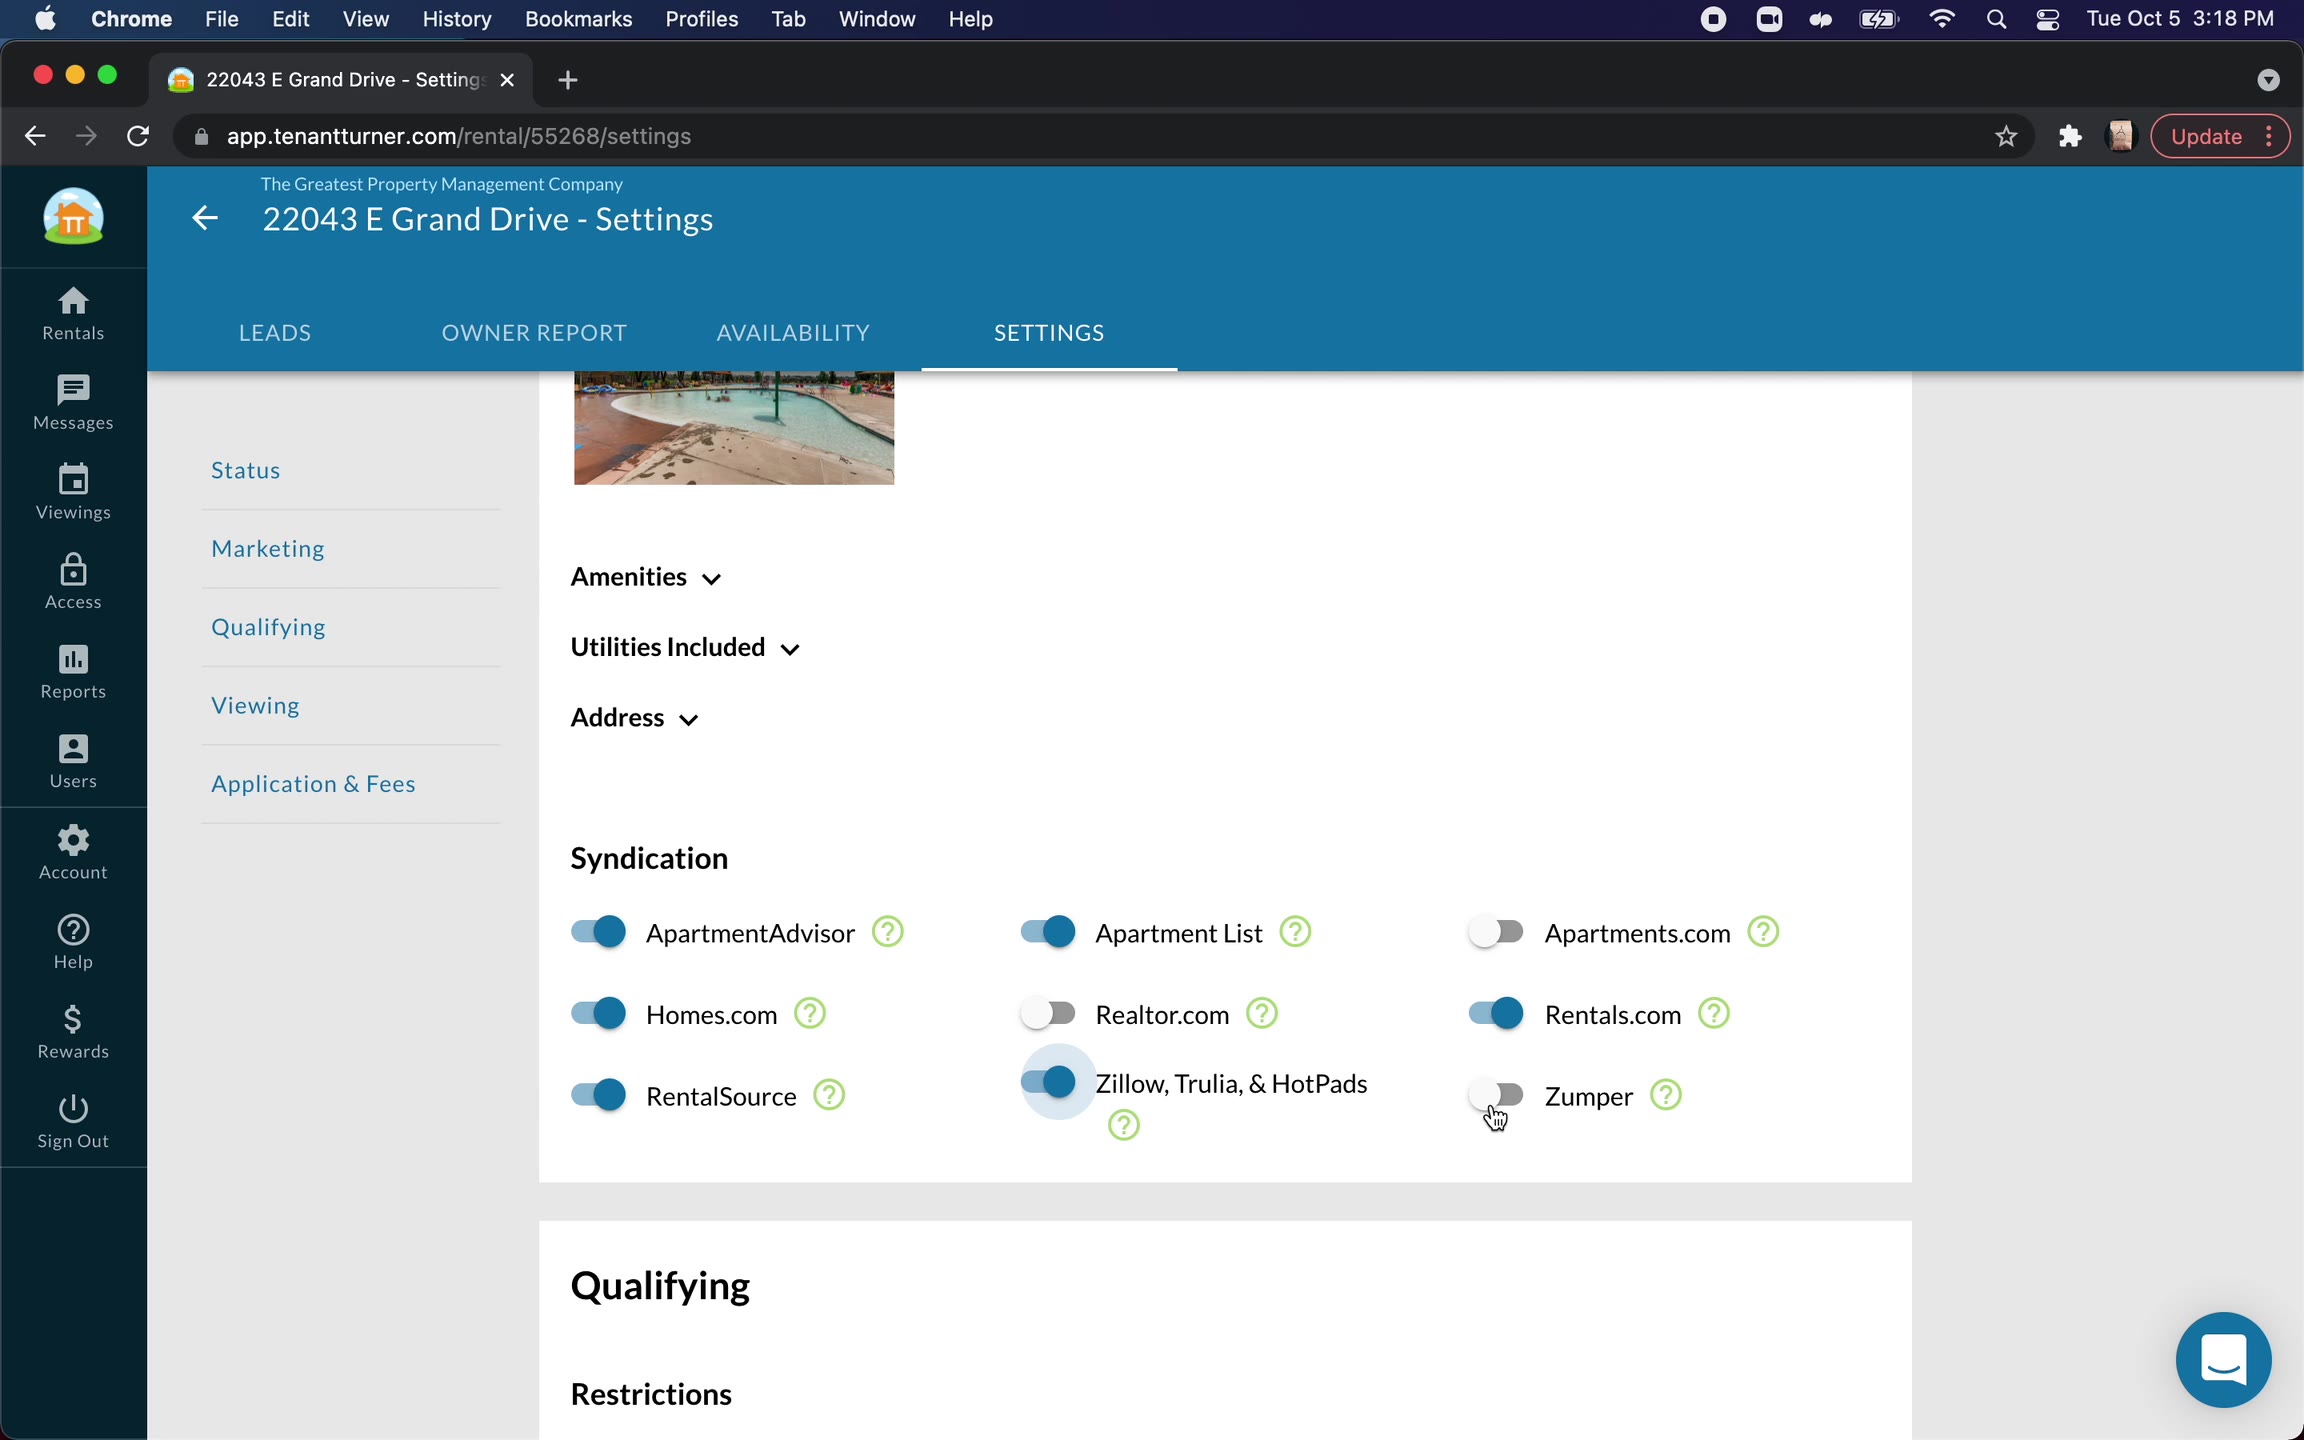 Chrome File Edit View History Bookmarks Profiles Tab Window Help Tue Oct 5 3:18 PM
22043 E Grand Drive - Settings
app.tenantturner.com/rental/55268/settings Update
The Greatest Property Management Company
22043 E Grand Drive - Settings
LEADS OWNER REPORT AVAILABILITY SETTINGS
Rentals
Messages
Viewings
Access
Reports
Users
Account
Help
Rewards
Sign Out
Status
Marketing
Qualifying
Viewing
Application & Fees
Amenities
Utilities Included
Address
Syndication
ApartmentAdvisor ? Apartment List ? Apartments.com ?
Homes.com ? Realtor.com ? Rentals.com ?
RentalSource ? Zillow, Trulia, & HotPads ? Zumper ?
Qualifying
Restrictions